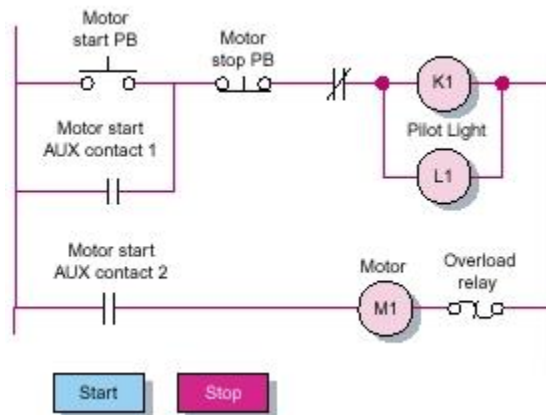 Motor
start PB
Motor
stop PB
K1
Motor start
AUX contact 1
Pilot Light
L1
Motor start
AUX contact 2
Motor
Overload
relay
M1
Start
Stop